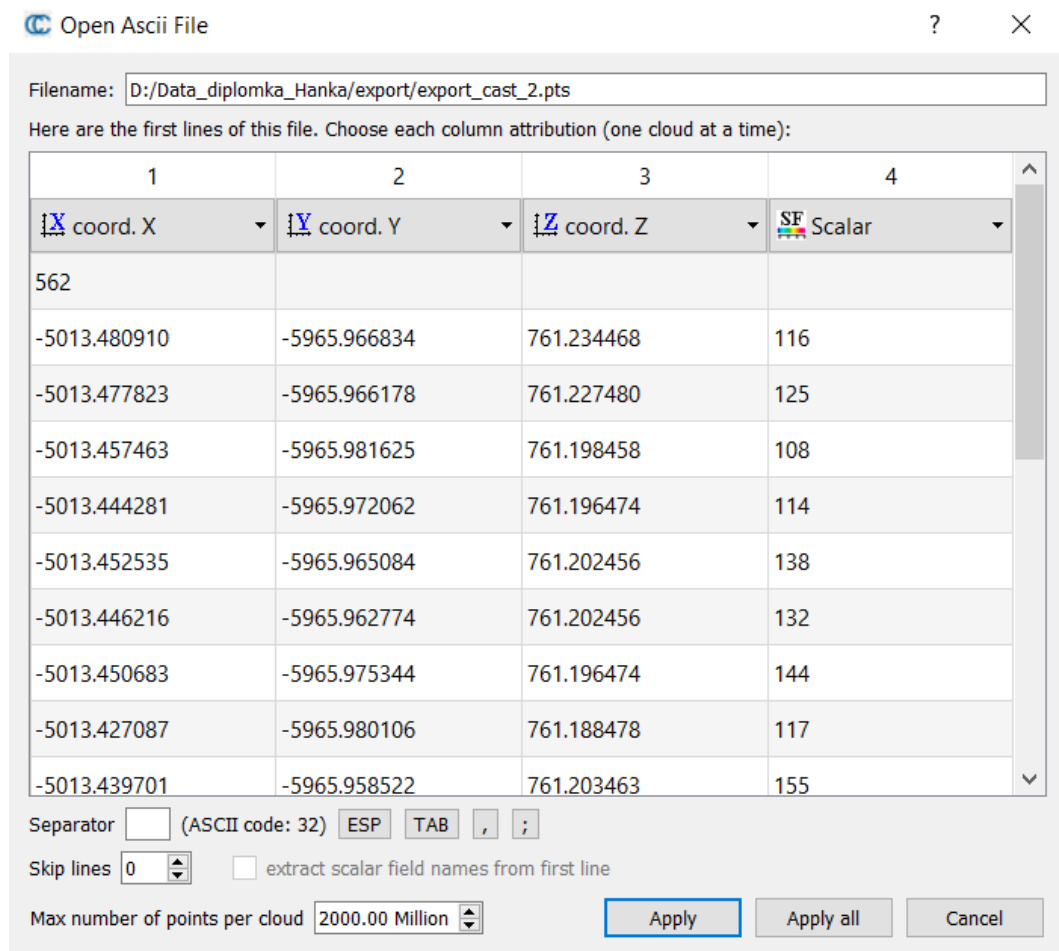 Open Ascii File ?
Filename: D:/Data_diplomka_Hanka/export/export_cast_2.pts
Here are the first lines of this file. Choose each column attribution (one cloud at a time):
1 2 3 4
X coord. X Y coord. Y Z coord. Z SF Scalar
562
-5013.480910 -5965.966834 761.234468 116
-5013.477823 -5965.966178 761.227480 125
-5013.457463 -5965.981625 761.198458 108
-5013.444281 -5965.972062 761.196474 114
-5013.452535 -5965.965084 761.202456 138
-5013.446216 -5965.962774 761.202456 132
-5013.450683 -5965.975344 761.196474 144
-5013.427087 -5965.980106 761.188478 117
-5013.439701 -5965.958522 761.203463 155
Separator (ASCII code: 32) ESP TAB , ;
Skip lines 0 extract scalar field names from first line
Max number of points per cloud 2000.00 Million Apply Apply all Cancel